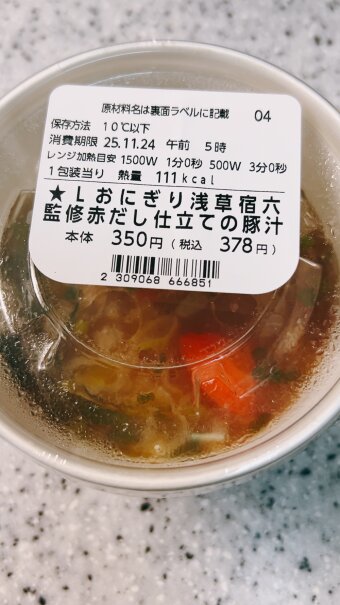 原材料名は裏面ラベルに記載 04
保存方法 10℃以下
消費期限 25.11.24 午前 5時
レンジ加熱目安 1500W 1分0秒 500W 3分0秒
1包装当り 熱量 111kcal
★Lおにぎり浅草宿六
監修赤だし仕立ての豚汁
本体 350円(税込 378円)
2 309068 666851